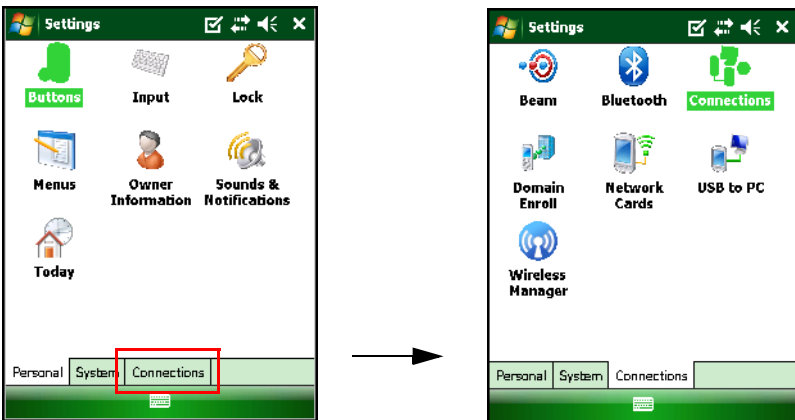 Settings
Buttons Input Lock
Menus Owner Information Sounds & Notifications
Today
Personal System Connections
Settings
Beam Bluetooth Connections
Domain Enroll Network Cards USB to PC
Wireless Manager
Personal System Connections